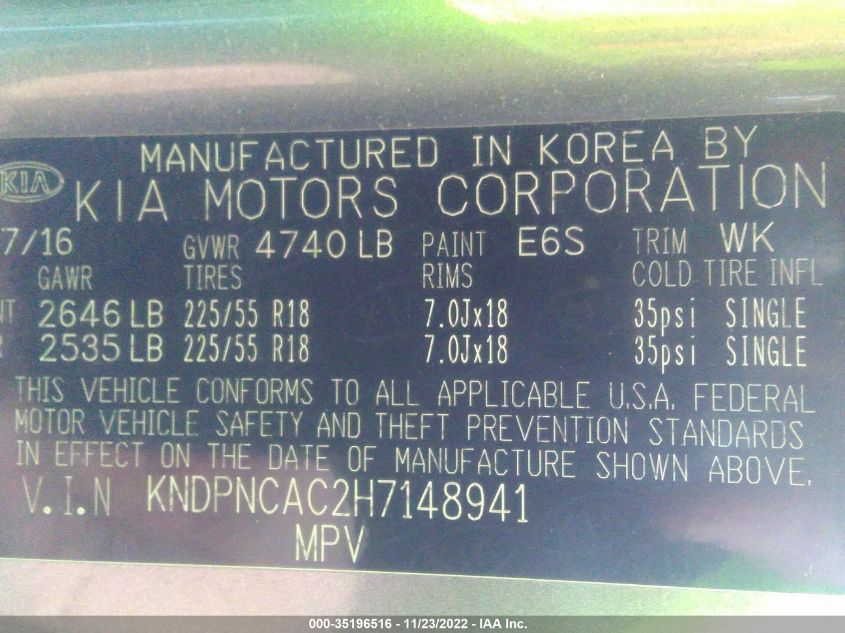 MANUFACTURED IN KOREA BY
KIA KIA MOTORS CORPORATION
7/16 GVWR 4740 LB PAINT E6S TRIM WK
GAWR TIRES RIMS COLD TIRE INFL
NT 2646 LB 225/55 R18 7.0Jx18 35psi SINGLE
R 2535 LB 225/55 R18 7.0Jx18 35psi SINGLE
THIS VEHICLE CONFORMS TO ALL APPLICABLE U.S.A. FEDERAL
MOTOR VEHICLE SAFETY AND THEFT PREVENTION STANDARDS
IN EFFECT ON THE DATE OF MANUFACTURE SHOWN ABOVE.
V.I.N KNDPNCAC2H7148941
MPV
000-35196516 - 11/23/2022 - IAA Inc.